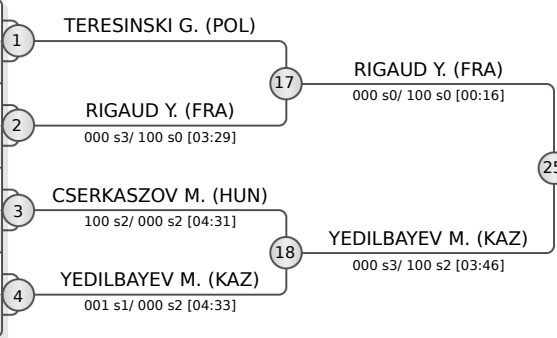 TERESINSKI G. (POL)
1
17
RIGAUD Y. (FRA)
000 s0/ 100 s0 [00:16]
RIGAUD Y. (FRA)
2
000 s3/ 100 s0 [03:29]
25
CSERKASZOV M. (HUN)
3
100 s2/ 000 s2 [04:31]
18
YEDILBAYEV M. (KAZ)
000 s3/ 100 s2 [03:46]
YEDILBAYEV M. (KAZ)
4
001 s1/ 000 s2 [04:33]